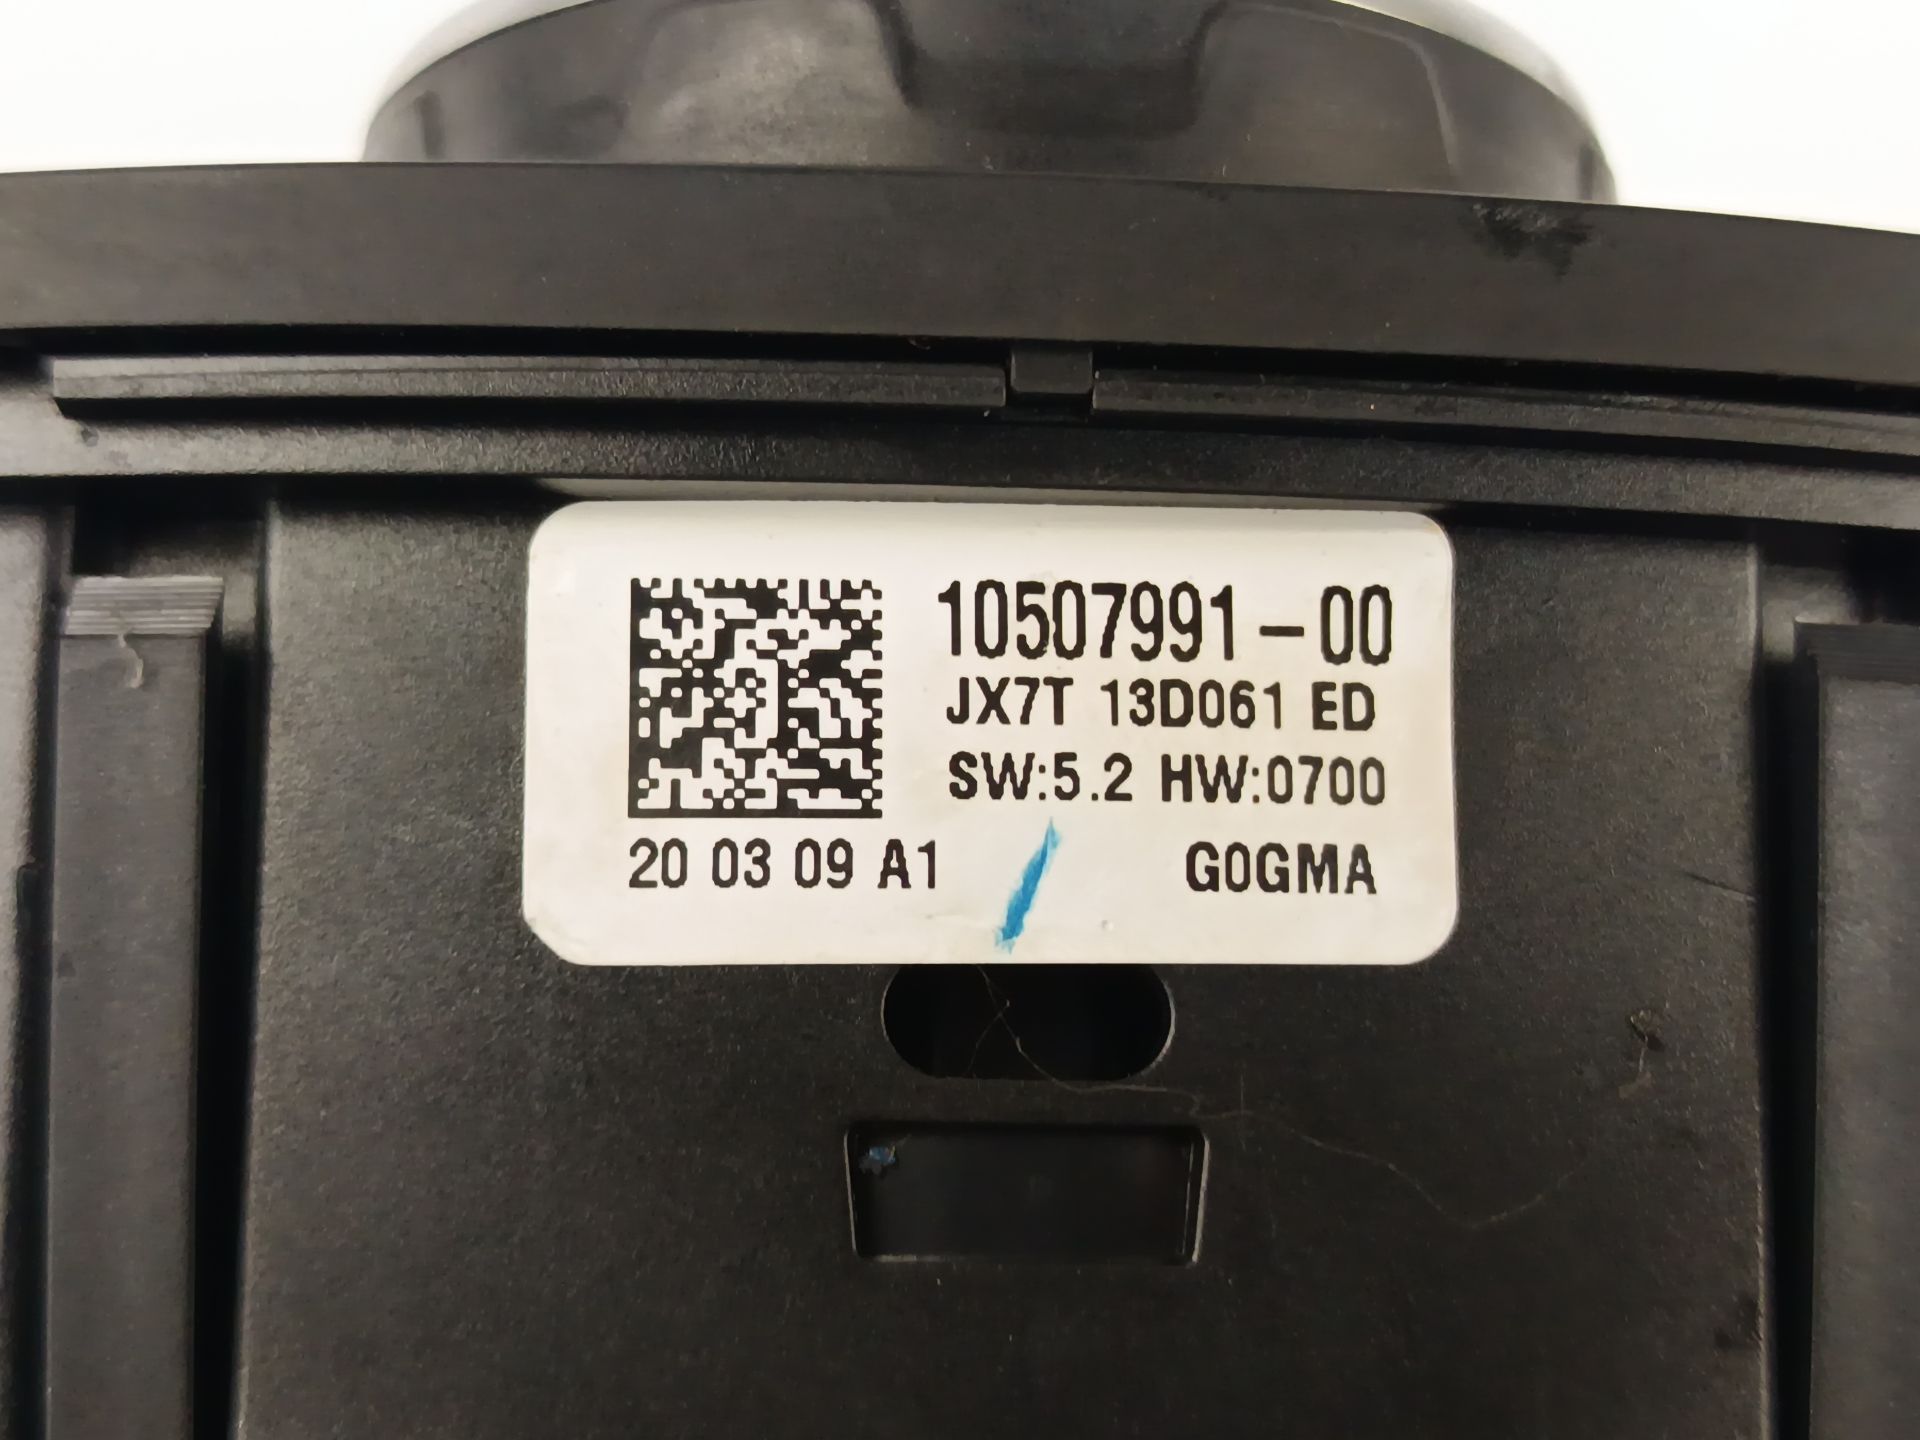 10507991-00
JX7T 13D061 ED
SW:5.2 HW:0700
20 03 09 A1 G0GMA